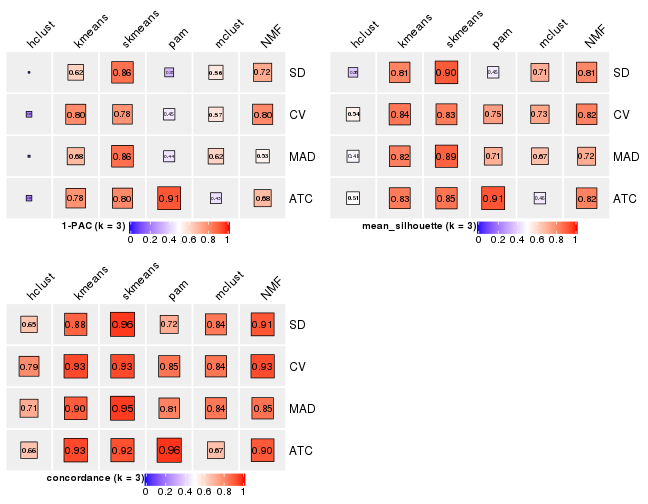 hclust kmeans skmeans pam mclust NMF
0.62 0.86 0.56 0.72 SD
0.80 0.78 0.45 0.57 0.80 CV
0.68 0.86 0.44 0.62 0.53 MAD
0.78 0.80 0.91 0.43 0.68 ATC
1-PAC (k = 3)
0 0.2 0.4 0.6 0.8 1
hclust kmeans skmeans pam mclust NMF
0.81 0.90 0.45 0.71 0.81 SD
0.54 0.84 0.83 0.75 0.73 0.82 CV
0.82 0.89 0.71 0.67 0.72 MAD
0.51 0.83 0.85 0.91 0.82 ATC
mean_silhouette (k = 3)
0 0.2 0.4 0.6 0.8 1
hclust kmeans skmeans pam mclust NMF
0.65 0.88 0.96 0.72 0.84 0.91 SD
0.79 0.93 0.93 0.85 0.84 0.93 CV
0.71 0.90 0.95 0.81 0.84 0.85 MAD
0.66 0.93 0.92 0.96 0.67 0.90 ATC
concordance (k = 3)
0 0.2 0.4 0.6 0.8 1